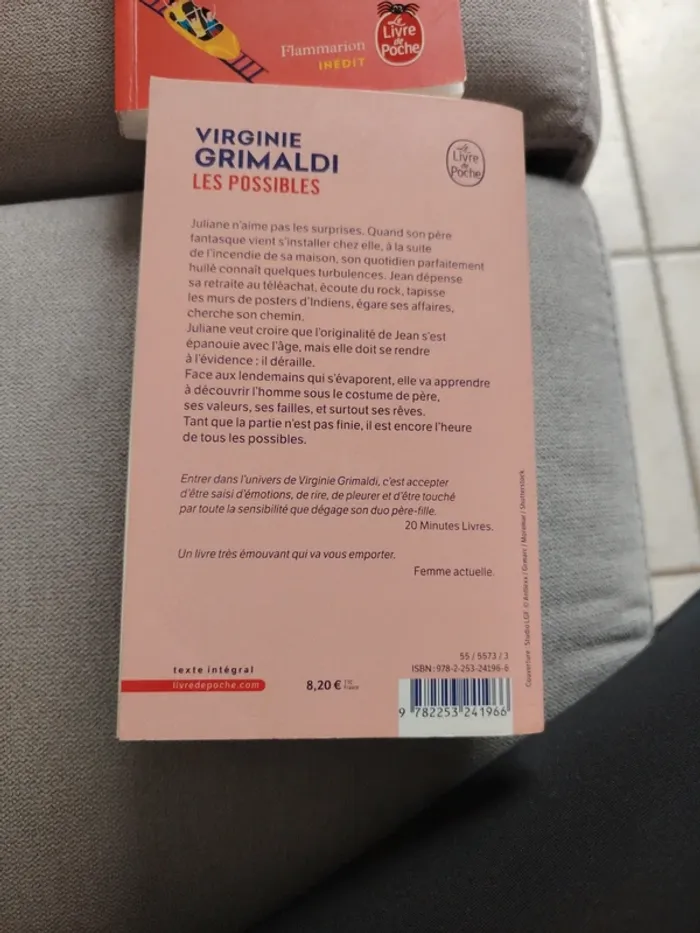 Flammarion
INÉDIT
Le
Livre
de
Poche
VIRGINIE
GRIMALDI
LES POSSIBLES
Le
Livre
de
Poche
Juliane n'aime pas les surprises. Quand son père
fantasque vient s'installer chez elle, à la suite
de l'incendie de sa maison, son quotidien parfaitement
huilé connaît quelques turbulences. Jean dépense
sa retraite au téléachat, écoute du rock, tapisse
les murs de posters d'Indiens, égare ses affaires,
cherche son chemin.
Juliane veut croire que l'originalité de Jean s'est
épanouie avec l'âge, mais elle doit se rendre
à l'évidence : il déraille.
Face aux lendemains qui s'évaporent, elle va apprendre
à découvrir l'homme sous le costume de père,
ses valeurs, ses failles, et surtout ses rêves.
Tant que la partie n'est pas finie, il est encore l'heure
de tous les possibles.
Entrer dans l'univers de Virginie Grimaldi, c'est accepter
d'être saisi d'émotions, de rire, de pleurer et d'être touché
par toute la sensibilité que dégage son duo père-fille.
20 Minutes Livres.
Un livre très émouvant qui va vous emporter.
Femme actuelle.
Couverture : Studio LGF. © / Shutterstock
texte intégral
livredepoche.com
8,20 € TTC
France
55 / 5573 / 3
ISBN : 978-2-253-24196-6
9 782253 241966